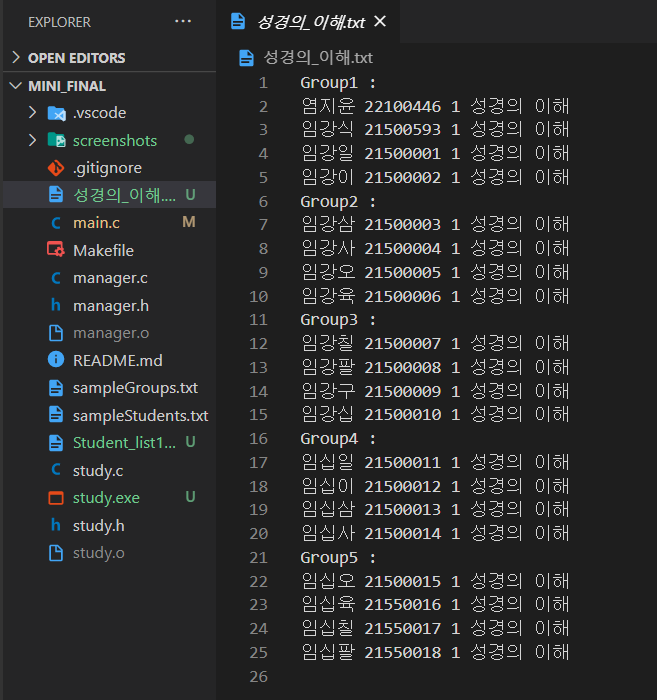 EXPLORER
···
OPEN EDITORS
MINI_FINAL
.vscode
screenshots
.gitignore
성경의_이해.... U
main.c M
Makefile
manager.c
manager.h
manager.o
README.md
sampleGroups.txt
sampleStudents.txt
Student_list1... U
study.c
study.exe U
study.h
study.o
성경의_이해.txt
성경의_이해.txt
1 Group1 :
2 염지윤 22100446 1 성경의 이해
3 임강식 21500593 1 성경의 이해
4 임강일 21500001 1 성경의 이해
5 임강이 21500002 1 성경의 이해
6 Group2 :
7 임강삼 21500003 1 성경의 이해
8 임강사 21500004 1 성경의 이해
9 임강오 21500005 1 성경의 이해
10 임강육 21500006 1 성경의 이해
11 Group3 :
12 임강칠 21500007 1 성경의 이해
13 임강팔 21500008 1 성경의 이해
14 임강구 21500009 1 성경의 이해
15 임강십 21500010 1 성경의 이해
16 Group4 :
17 임십일 21500011 1 성경의 이해
18 임십이 21500012 1 성경의 이해
19 임십삼 21500013 1 성경의 이해
20 임십사 21500014 1 성경의 이해
21 Group5 :
22 임십오 21500015 1 성경의 이해
23 임십육 21550016 1 성경의 이해
24 임십칠 21550017 1 성경의 이해
25 임십팔 21550018 1 성경의 이해
26